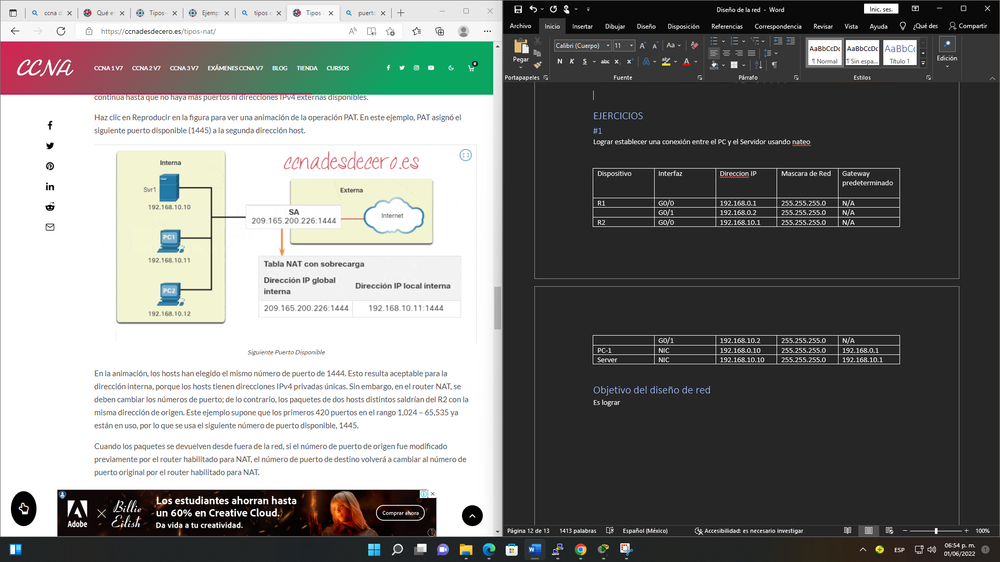 ccna d
Qué es
Tipos-
Ejempl
tipos d
Tipos
puerto
https://ccnadesdecero.es/tipos-nat/
CCNA
CCNA 1 V7
CCNA 2 V7
CCNA 3 V7
EXÁMENES CCNA V7
BLOG
TIENDA
CURSOS
continúa hasta que no haya más puertos ni direcciones IPv4 externas disponibles.
Haz clic en Reproducir en la figura para ver una animación de la operación PAT. En este ejemplo, PAT asignó el
siguiente puerto disponible (1445) a la segunda dirección host.
ccnadesdecero.es
Interna
Svr1
192.168.10.10
PC1
192.168.10.11
PC2
192.168.10.12
Externa
SA
209.165.200.226:1444
Internet
Tabla NAT con sobrecarga
Dirección IP global
interna
Dirección IP local interna
209.165.200.226:1444
192.168.10.11:1444
Siguiente Puerto Disponible
En la animación, los hosts han elegido el mismo número de puerto de 1444. Esto resulta aceptable para la
dirección interna, porque los hosts tienen direcciones IPv4 privadas únicas. Sin embargo, en el router NAT, se
deben cambiar los números de puerto; de lo contrario, los paquetes de dos hosts distintos saldrían del R2 con la
misma dirección de origen. Este ejemplo supone que los primeros 420 puertos en el rango 1,024 – 65,535 ya
están en uso, por lo que se usa el siguiente número de puerto disponible, 1445.
Cuando los paquetes se devuelven desde fuera de la red, si el número de puerto de origen fue modificado
previamente por el router habilitado para NAT, el número de puerto de destino volverá a cambiar al número de
puerto original por el router habilitado para NAT.
Adobe
Billie
Eilish
Los estudiantes ahorran hasta
un 60% en Creative Cloud.
Da vida a tu creatividad.
Comprar ahora
Diseño de la red - Word
Inic. ses.
Archivo
Inicio
Insertar
Dibujar
Diseño
Disposición
Referencias
Correspondencia
Revisar
Vista
Ayuda
¿Qué des
Compartir
Pegar
Portapapeles
Calibri (Cuerpo)
11
Aa
N K S abc x₂ x²
Fuente
Párrafo
AaBbCcDc
¶ Normal
AaBbCcDc
¶ Sin espa...
AaBbCc
Título 1
Estilos
Edición
EJERCICIOS
#1
Lograr establecer una conexión entre el PC y el Servidor usando nateo
Dispositivo Interfaz Direccion IP Mascara de Red Gateway
predeterminado
R1 G0/0 192.168.0.1 255.255.255.0 N/A
G0/1 192.168.0.2 255.255.255.0 N/A
R2 G0/0 192.168.10.1 255.255.255.0 N/A
G0/1 192.168.10.2 255.255.255.0 N/A
PC-1 NIC 192.168.0.10 255.255.255.0 192.168.0.1
Server NIC 192.168.10.10 255.255.255.0 192.168.10.1
Objetivo del diseño de red
Es lograr
Página 12 de 13
1413 palabras
Español (México)
Accesibilidad: es necesario investigar
100%
ESP
06:54 p. m.
01/06/2022
1